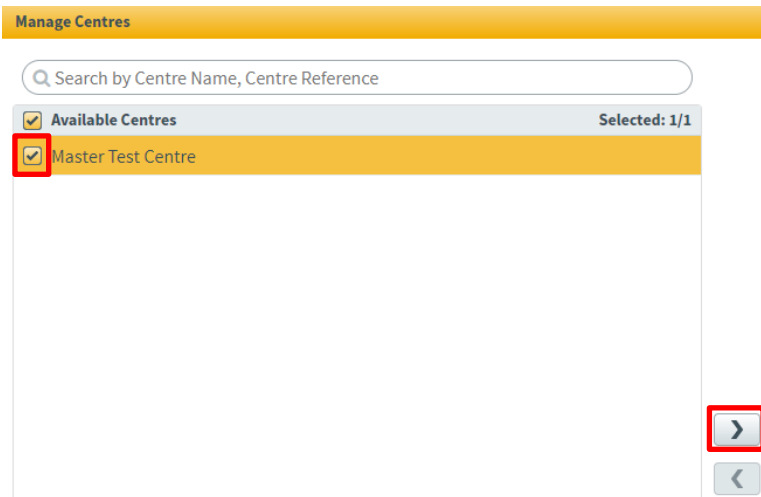 Manage Centres
Search by Centre Name, Centre Reference
Available Centres Selected: 1/1
Master Test Centre